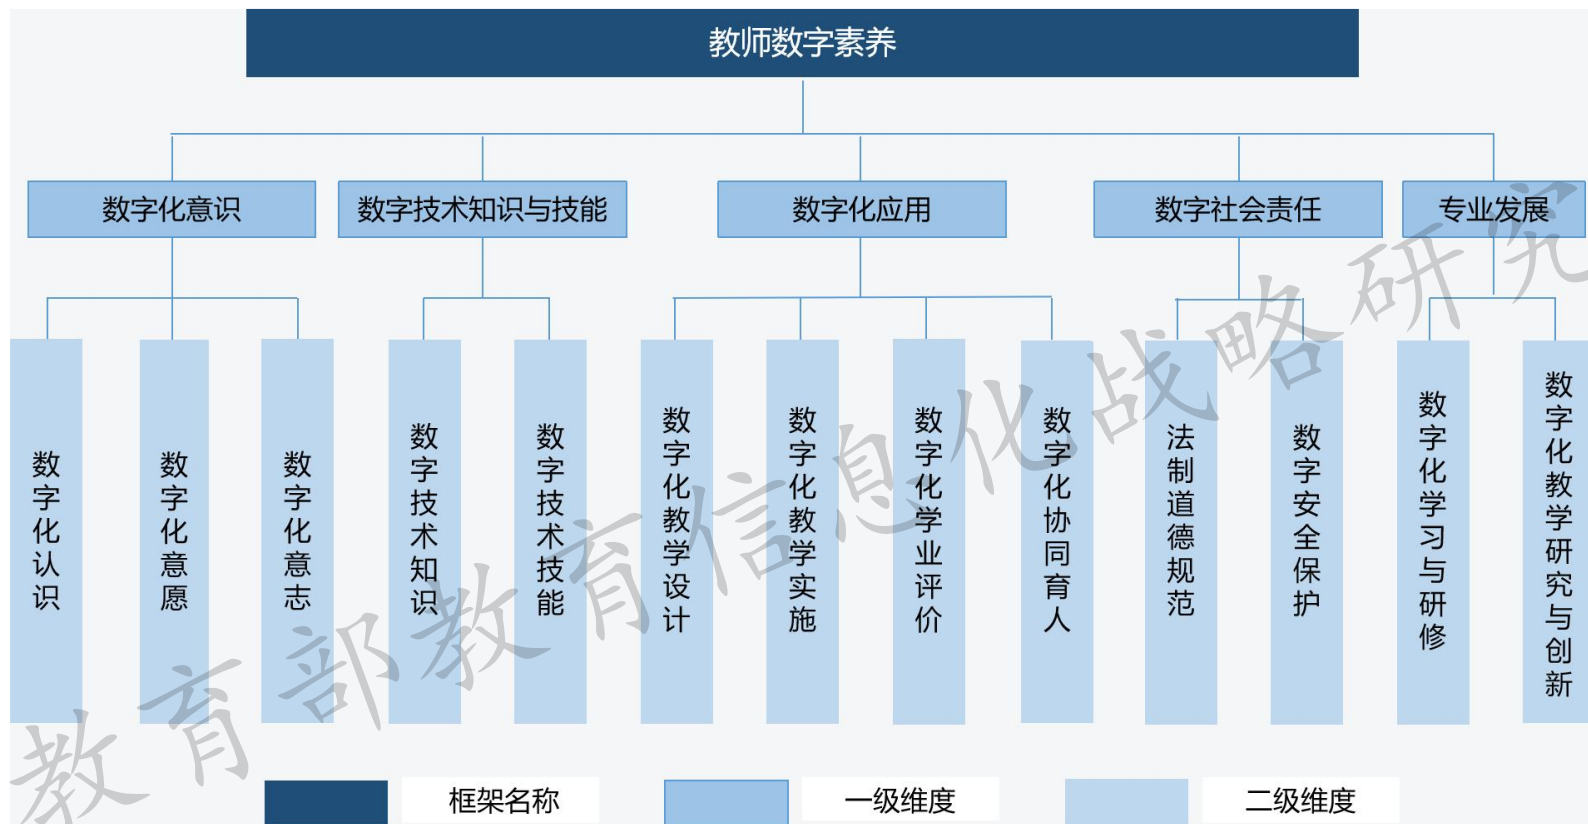 教师数字素养
数字化意识
数字技术知识与技能
数字化应用
数字社会责任
专业发展
数字化认识
数字化意愿
数字化意志
数字技术知识
数字技术技能
数字化教学设计
数字化教学实施
数字化学业评价
数字化协同育人
法制道德规范
数字安全保护
数字化学习与研修
数字化教学研究与创新
框架名称
一级维度
二级维度
教育部教育信息化战略研究